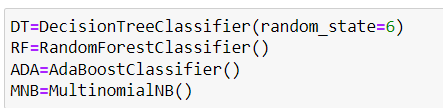 DT=DecisionTreeClassifier(random_state=6)
RF=RandomForestClassifier()
ADA=AdaBoostClassifier()
MNB=MultinomialNB()